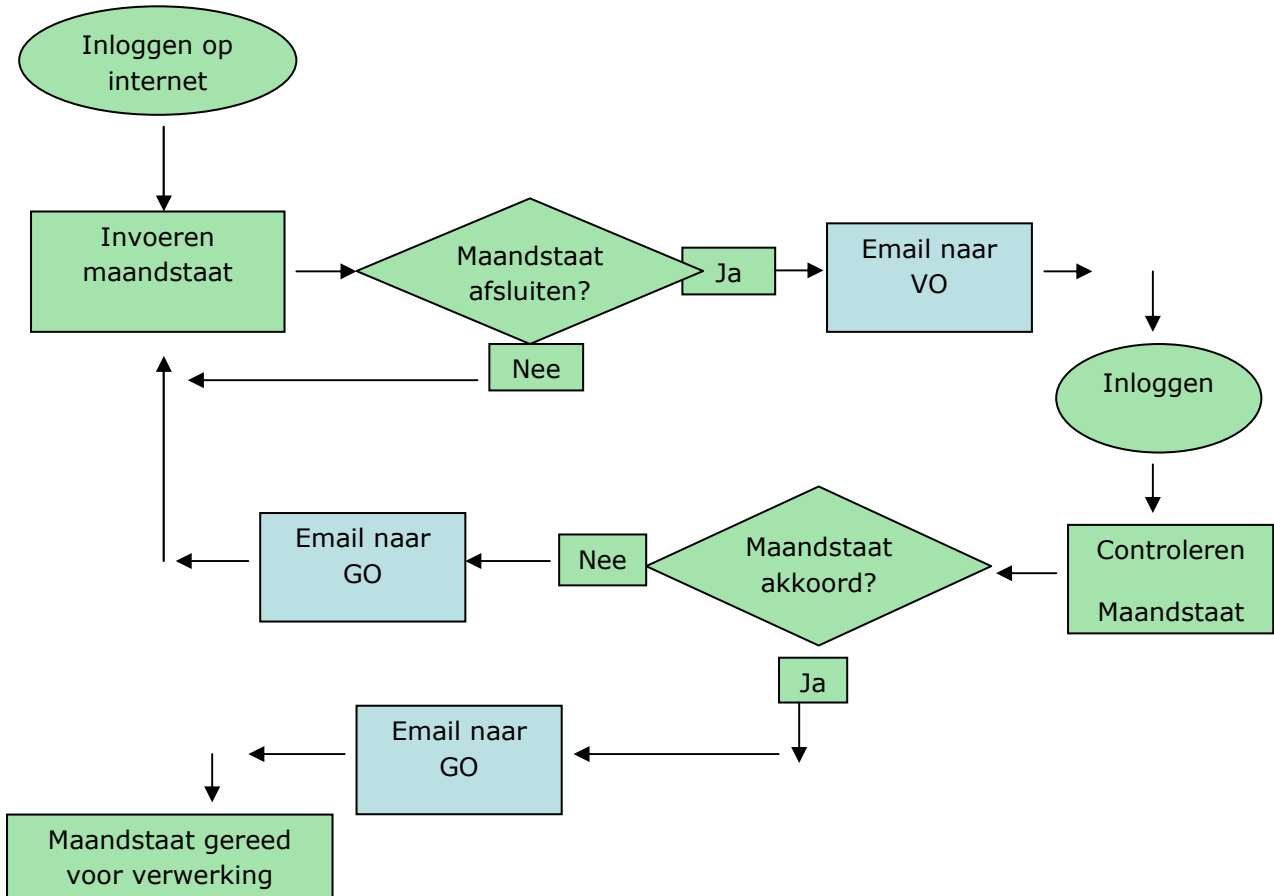 Inloggen op
internet
Invoeren
maandstaat
Maandstaat
afsluiten?
Ja
Email naar
VO
Nee
Inloggen
Controleren
Maandstaat
Maandstaat
akkoord?
Nee
Email naar
GO
Ja
Email naar
GO
Maandstaat gereed
voor verwerking